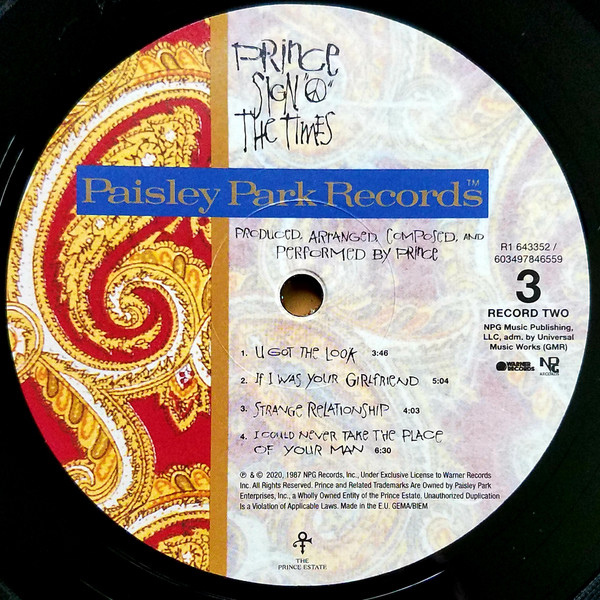 PRINCE
SIGN "☮"
THE TIMES
Paisley Park Records™
PRODUCED, ARRANGED, COMPOSED, AND
PERFORMED BY PRINCE
R1 643352 /
603497846559
3
RECORD TWO
NPG Music Publishing,
LLC, adm. by Universal
Music Works (GMR)
WARNER RECORDS
NPG RECORDS
1. U GOT THE LOOK 3:46
2. IF I WAS YOUR GIRLFRIEND 5:04
3. STRANGE RELATIONSHIP 4:03
4. I COULD NEVER TAKE THE PLACE
OF YOUR MAN 6:30
℗ & © 2020, 1987 NPG Records, Inc., Under Exclusive License to Warner Records
Inc. All Rights Reserved. Prince and Related Trademarks Are Owned by Paisley Park
Enterprises, Inc., a Wholly Owned Entity of the Prince Estate. Unauthorized Duplication
Is a Violation of Applicable Laws. Made in the E.U. GEMA/BIEM
THE
PRINCE ESTATE